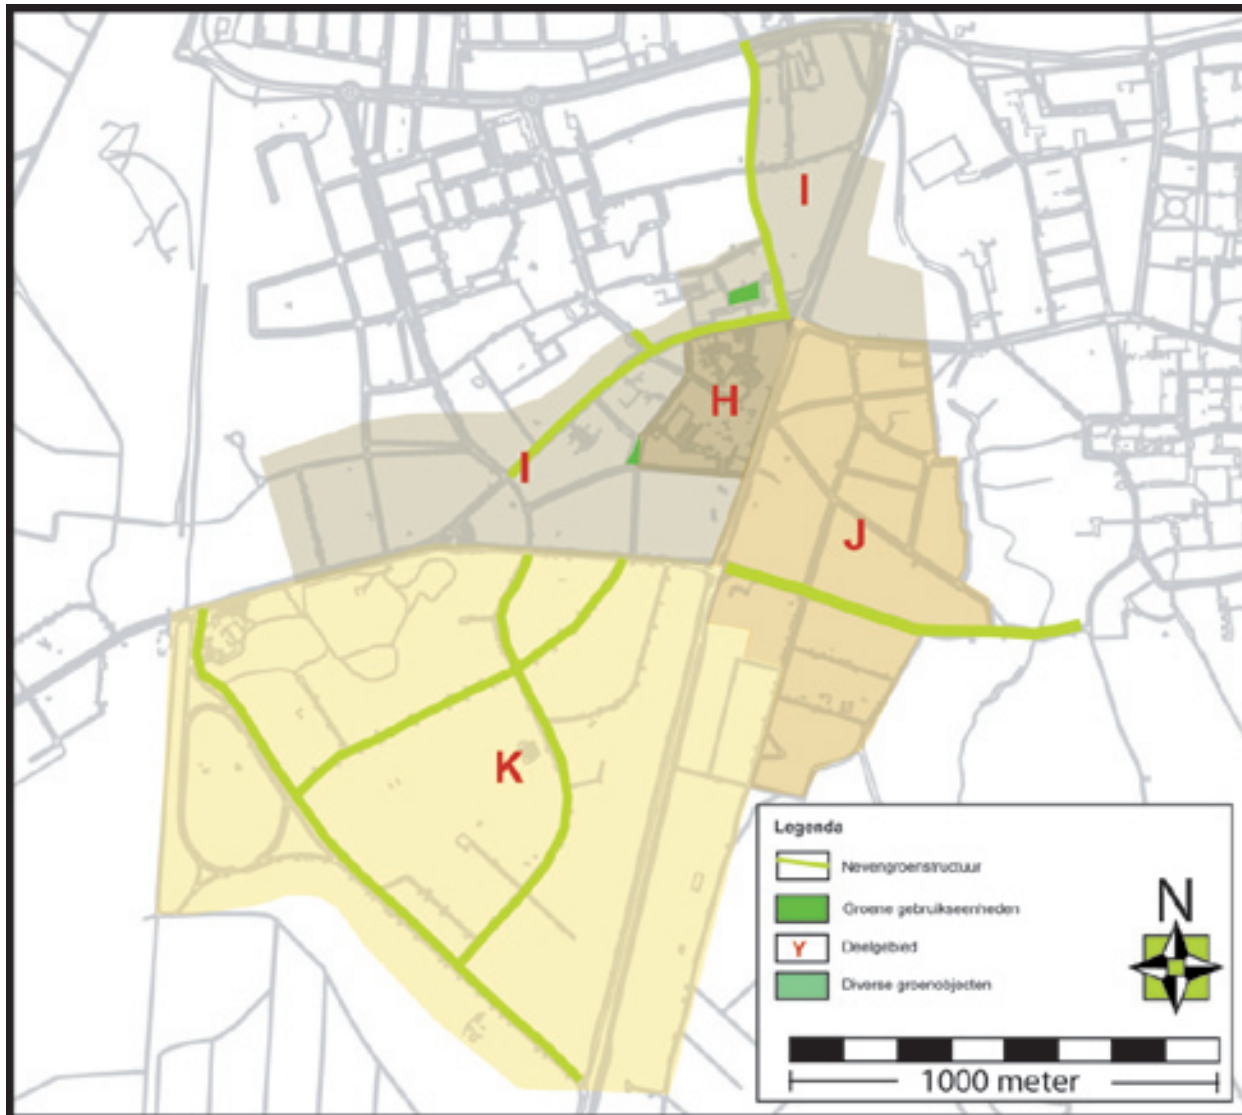 I
H
I
J
K
Legenda
Nevengroenstructuur
Groene gebruikseenheden
Y Deelgebied
Diverse groenobjecten
N
1000 meter